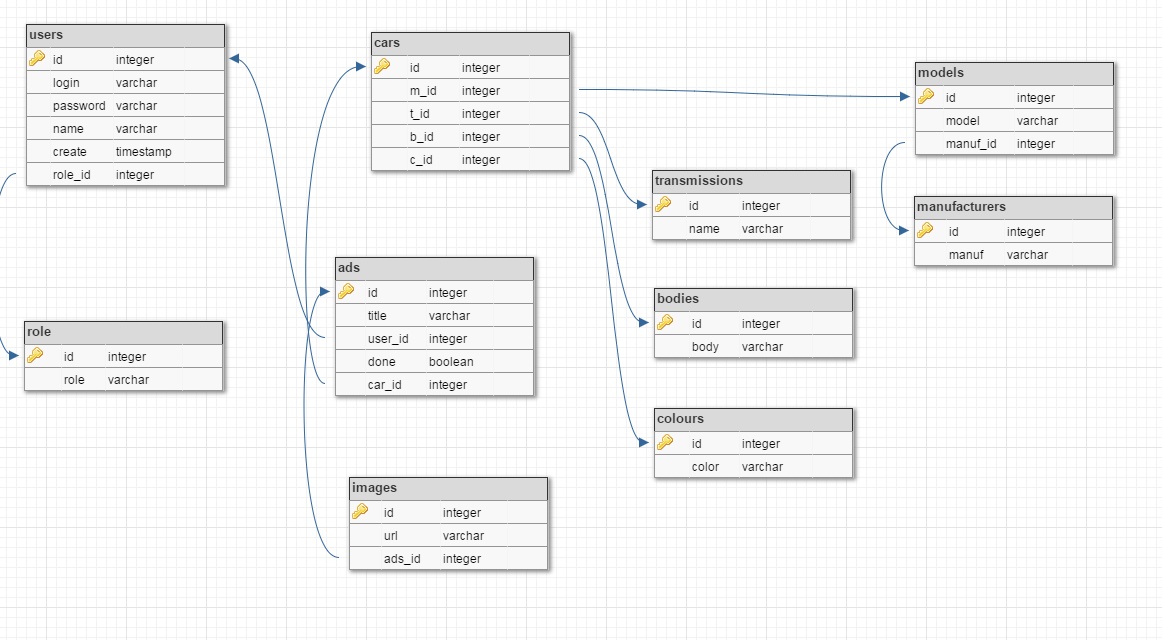 users
id integer
login varchar
password varchar
name varchar
create timestamp
role_id integer
cars
id integer
m_id integer
t_id integer
b_id integer
c_id integer
models
id integer
model varchar
manuf_id integer
transmissions
id integer
name varchar
manufacturers
id integer
manuf varchar
ads
id integer
title varchar
user_id integer
done boolean
car_id integer
bodies
id integer
body varchar
role
id integer
role varchar
colours
id integer
color varchar
images
id integer
url varchar
ads_id integer